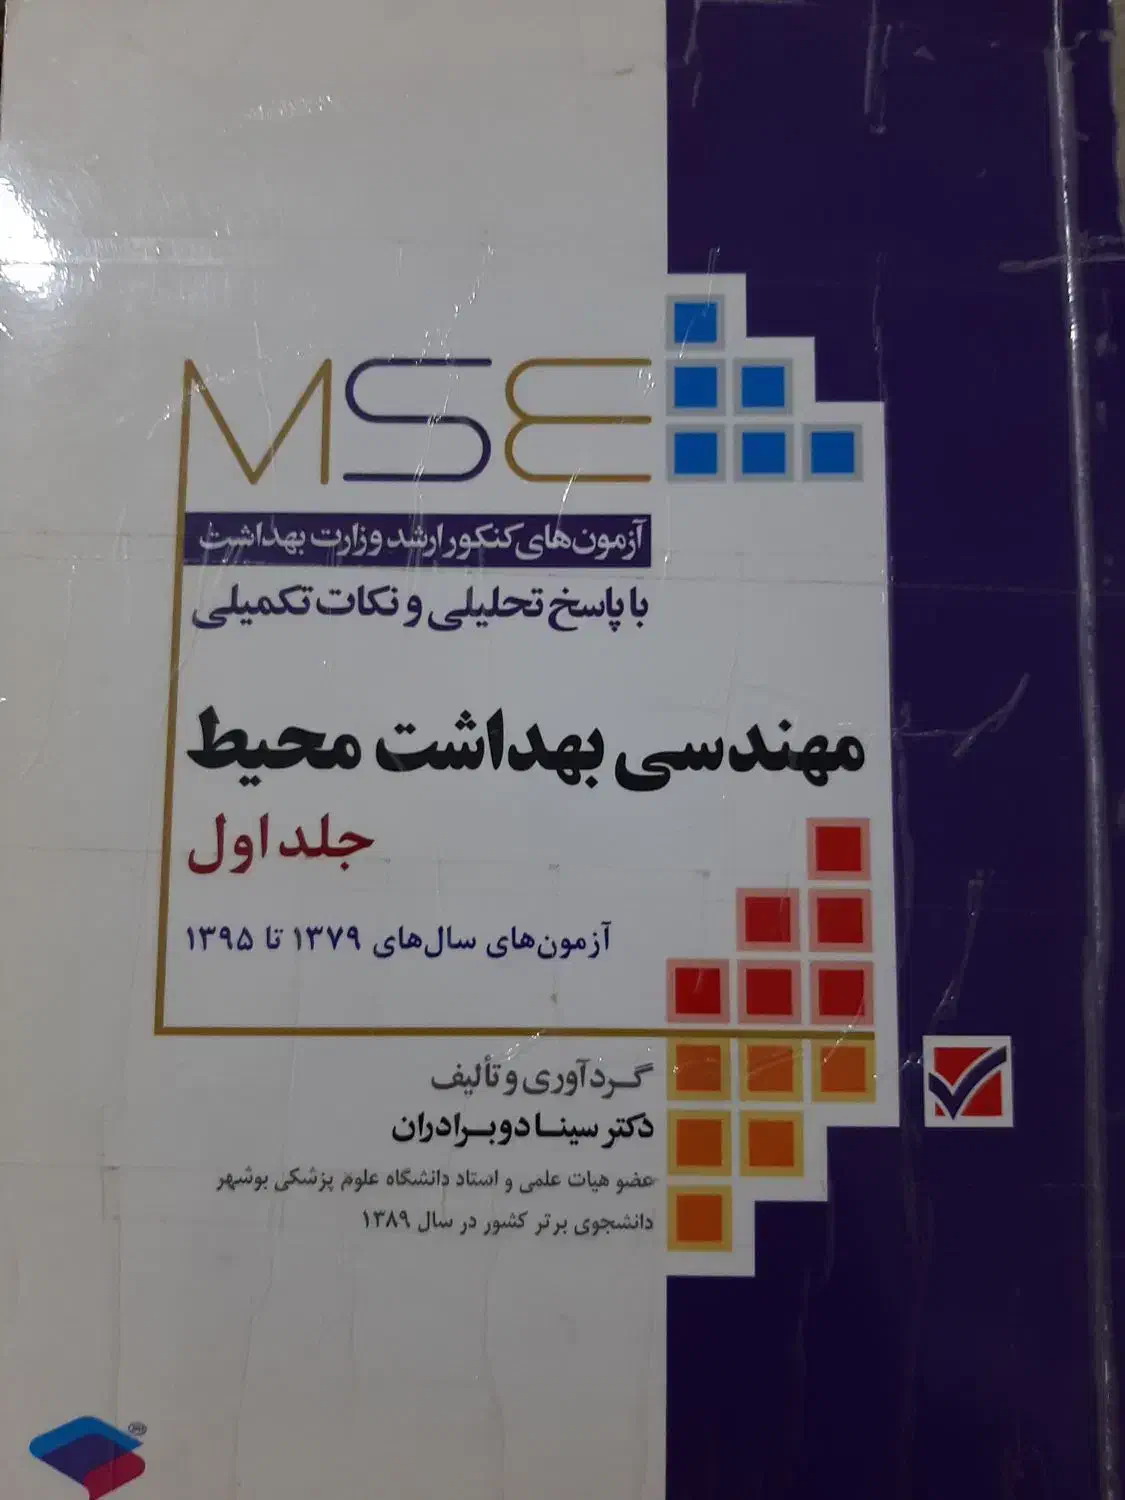 MSE
آزمون‌های کنکور ارشد وزارت بهداشت
با پاسخ تحلیلی و نکات تکمیلی
مهندسی بهداشت محیط
جلد اول
آزمون‌های سال‌های ۱۳۷۹ تا ۱۳۹۵
گردآوری و تألیف
دکتر سینا دوبرادران
عضو هیات علمی و استاد دانشگاه علوم پزشکی بوشهر
دانشجوی برتر کشور در سال ۱۳۸۹